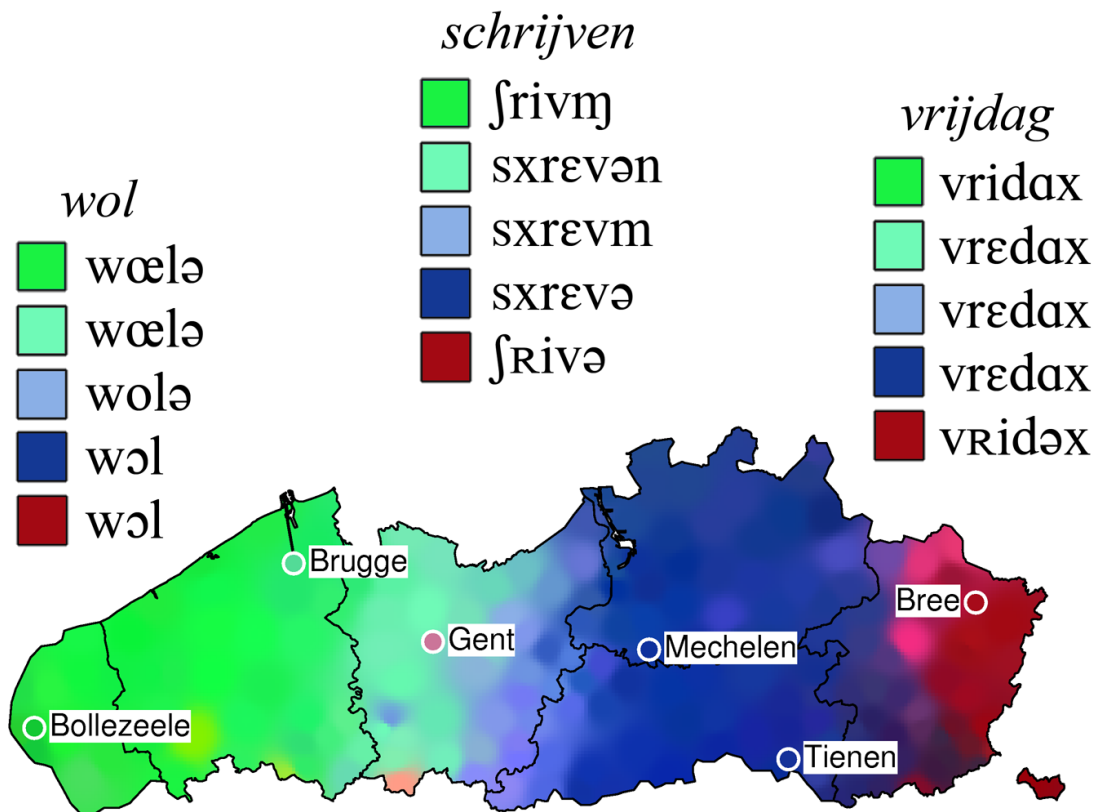 wol
wœlə
wœlə
wolə
wɔl
wɔl
schrijven
ʃrivɱ
sxrɛvən
sxrɛvm
sxrɛvə
ʃʀivə
vrijdag
vridɑx
vrɛdɑx
vrɛdɑx
vrɛdɑx
vʀidəx
Brugge
Bree
Gent
Mechelen
Bollezeele
Tienen